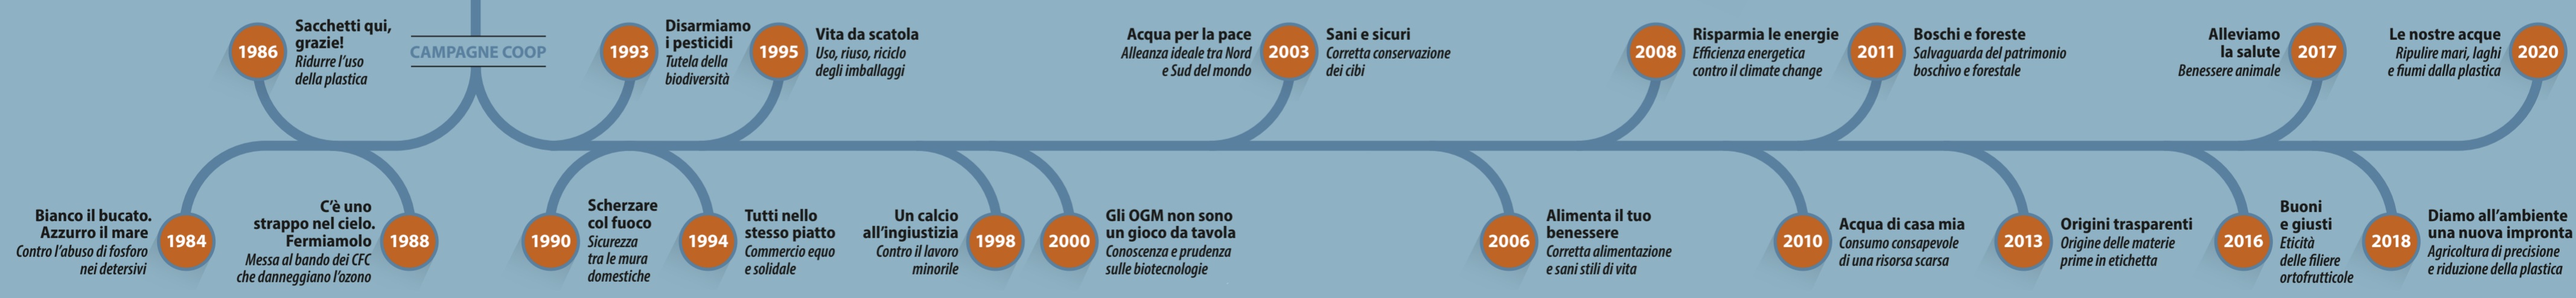 1986
Sacchetti qui,
grazie!
Ridurre l'uso
della plastica
CAMPAGNE COOP
1993
Disarmiamo
i pesticidi
Tutela della
biodiversità
1995
Vita da scatola
Uso, riuso, riciclo
degli imballaggi
Acqua per la pace
Alleanza ideale tra Nord
e Sud del mondo
2003
Sani e sicuri
Corretta conservazione
dei cibi
2008
Risparmia le energie
Efficienza energetica
contro il climate change
2011
Boschi e foreste
Salvaguarda del patrimonio
boschivo e forestale
Alleviamo
la salute
Benessere animale
2017
Le nostre acque
Ripulire mari, laghi
e fiumi dalla plastica
2020
Bianco il bucato.
Azzurro il mare
Contro l'abuso di fosforo
nei detersivi
1984
C'è uno
strappo nel cielo.
Fermiamolo
Messa al bando dei CFC
che danneggiano l'ozono
1988
1990
Scherzare
col fuoco
Sicurezza
tra le mura
domestiche
1994
Tutti nello
stesso piatto
Commercio equo
e solidale
Un calcio
all'ingiustizia
Contro il lavoro
minorile
1998
2000
Gli OGM non sono
un gioco da tavola
Conoscenza e prudenza
sulle biotecnologie
2006
Alimenta il tuo
benessere
Corretta alimentazione
e sani stili di vita
2010
Acqua di casa mia
Consumo consapevole
di una risorsa scarsa
2013
Origini trasparenti
Origine delle materie
prime in etichetta
2016
Buoni
e giusti
Eticità
delle filiere
ortofrutticole
2018
Diamo all'ambiente
una nuova impronta
Agricoltura di precisione
e riduzione della plastica